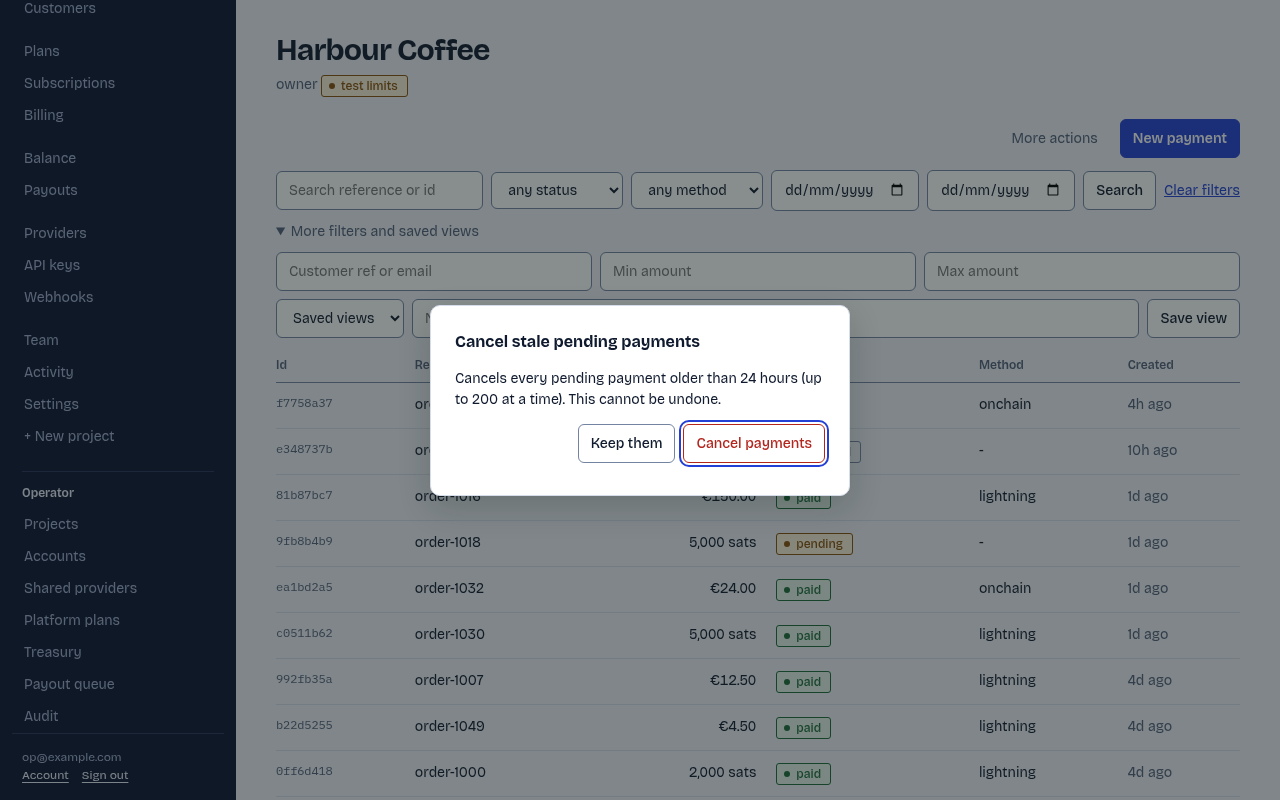 Customers
Plans
Subscriptions
Billing
Balance
Payouts
Providers
API keys
Webhooks
Team
Activity
Settings
+ New project
Operator
Projects
Accounts
Shared providers
Platform plans
Treasury
Payout queue
Audit
op@example.com
Account Sign out
Harbour Coffee
owner test limits
More actions New payment
Search reference or id any status any method dd/mm/yyyy dd/mm/yyyy Search Clear filters
▼ More filters and saved views
Customer ref or email Min amount Max amount
Saved views Save view
Cancel stale pending payments
Cancels every pending payment older than 24 hours (up
to 200 at a time). This cannot be undone.
Keep them Cancel payments
Id Method Created
f7758a37 onchain 4h ago
e348737b - 10h ago
81b87bc7 order-1016 €150.00 paid lightning 1d ago
9fb8b4b9 order-1018 5,000 sats pending - 1d ago
ea1bd2a5 order-1032 €24.00 paid onchain 1d ago
c0511b62 order-1030 5,000 sats paid lightning 1d ago
992fb35a order-1007 €12.50 paid lightning 4d ago
b22d5255 order-1049 €4.50 paid lightning 4d ago
0ff6d418 order-1000 2,000 sats paid lightning 4d ago